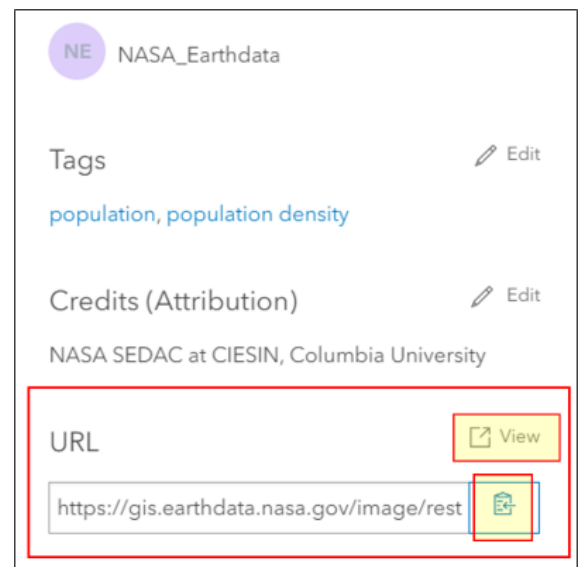 NE NASA_Earthdata
Tags Edit
population, population density
Credits (Attribution) Edit
NASA SEDAC at CIESIN, Columbia University
URL View
https://gis.earthdata.nasa.gov/image/rest